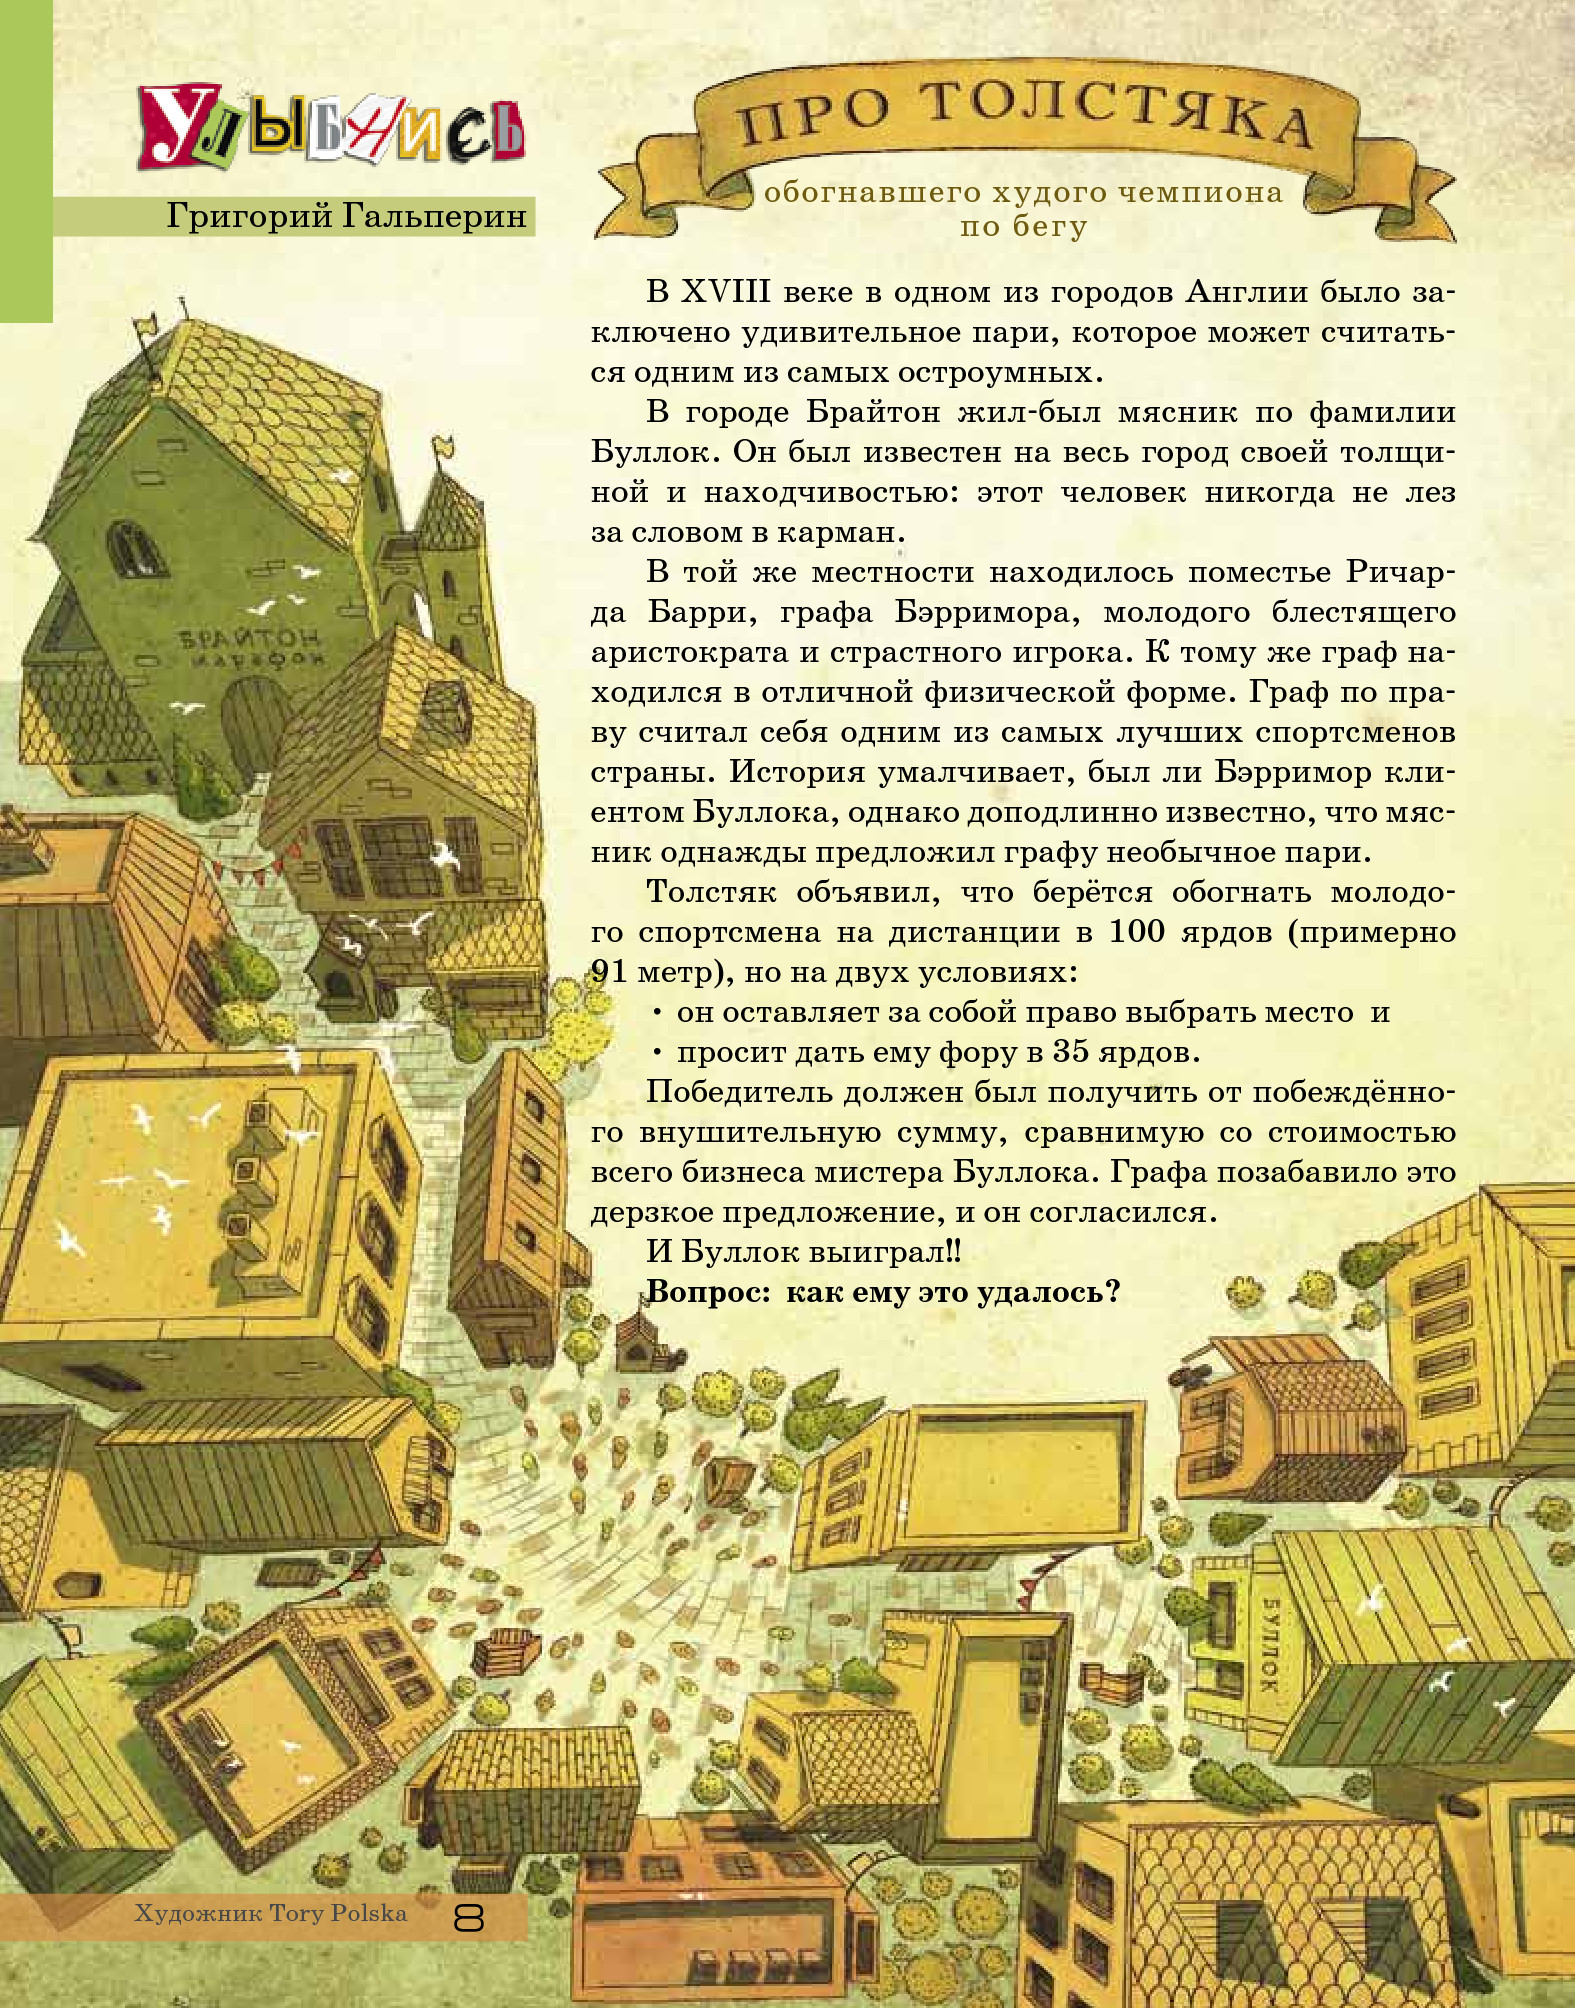 Улыбнись
Григорий Гальперин
ПРО ТОЛСТЯКА
обогнавшего худого чемпиона
по бегу
В XVIII веке в одном из городов Англии было за-
ключено удивительное пари, которое может считать-
ся одним из самых остроумных.
В городе Брайтон жил-был мясник по фамилии
Буллок. Он был известен на весь город своей толщи-
ной и находчивостью: этот человек никогда не лез
за словом в карман.
В той же местности находилось поместье Ричар-
да Барри, графа Бэрримора, молодого блестящего
аристократа и страстного игрока. К тому же граф на-
ходился в отличной физической форме. Граф по пра-
ву считал себя одним из самых лучших спортсменов
страны. История умалчивает, был ли Бэрримор кли-
ентом Буллока, однако доподлинно известно, что мяс-
ник однажды предложил графу необычное пари.
Толстяк объявил, что берётся обогнать молодо-
го спортсмена на дистанции в 100 ярдов (примерно
91 метр), но на двух условиях:
• он оставляет за собой право выбрать место и
• просит дать ему фору в 35 ярдов.
Победитель должен был получить от побеждённо-
го внушительную сумму, сравнимую со стоимостью
всего бизнеса мистера Буллока. Графа позабавило это
дерзкое предложение, и он согласился.
И Буллок выиграл!!
Вопрос: как ему это удалось?
БРАЙТОН
марафон
БУЛЛОК
Художник Tory Polska
8